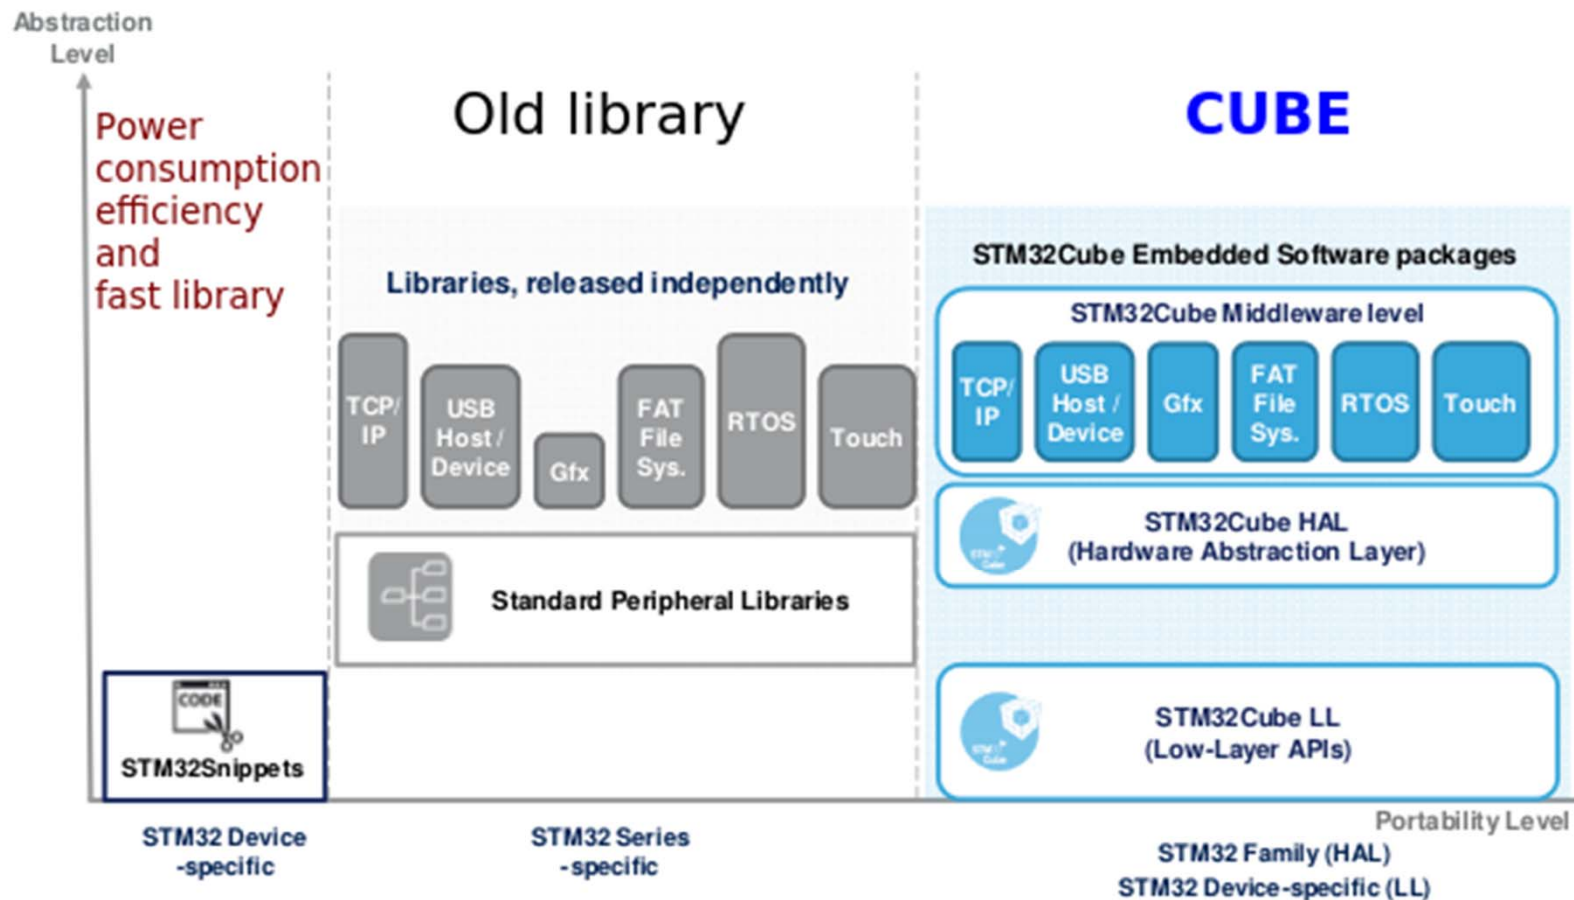 Abstraction
Level
Power
consumption
efficiency
and
fast library
Old library
CUBE
Libraries, released independently
TCP/
IP
USB
Host /
Device
Gfx
FAT
File
Sys.
RTOS
Touch
Standard Peripheral Libraries
CODE
STM32Snippets
STM32Cube Embedded Software packages
STM32Cube Middleware level
TCP/
IP
USB
Host /
Device
Gfx
FAT
File
Sys.
RTOS
Touch
STM32Cube HAL
(Hardware Abstraction Layer)
STM32Cube LL
(Low-Layer APIs)
Portability Level
STM32 Device
-specific
STM32 Series
-specific
STM32 Family (HAL)
STM32 Device-specific (LL)